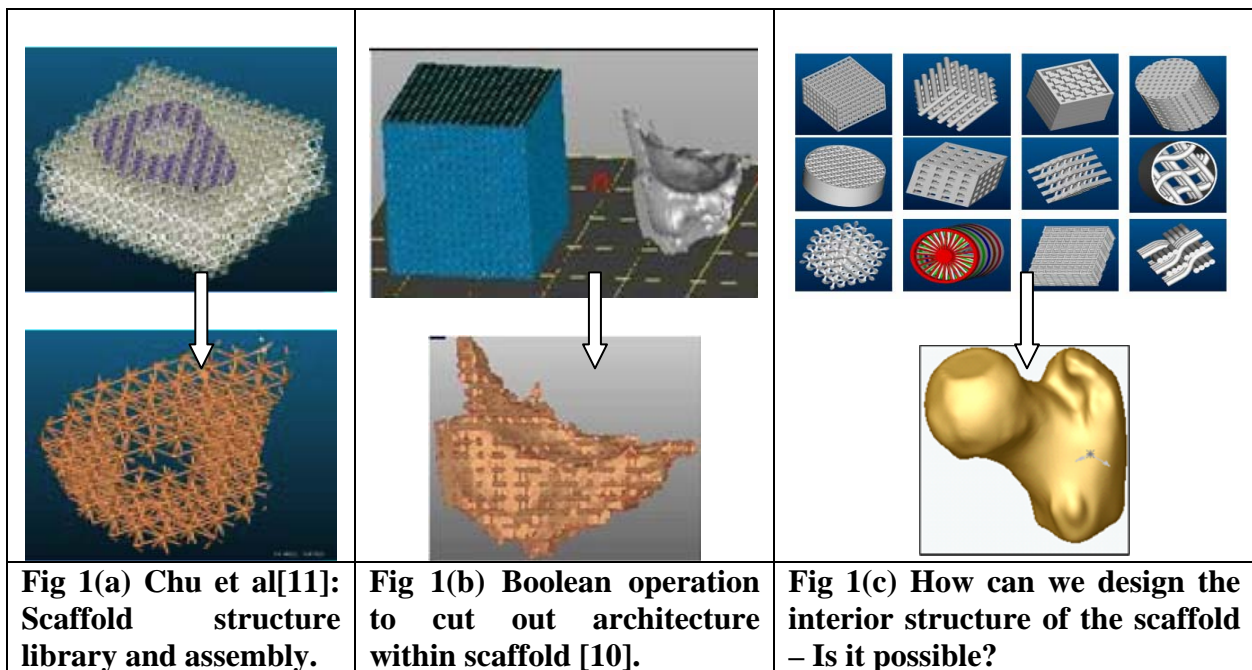 Fig 1(a) Chu et al[11]:
Scaffold structure
library and assembly.
Fig 1(b) Boolean operation
to cut out architecture
within scaffold [10].
Fig 1(c) How can we design the
interior structure of the scaffold
– Is it possible?